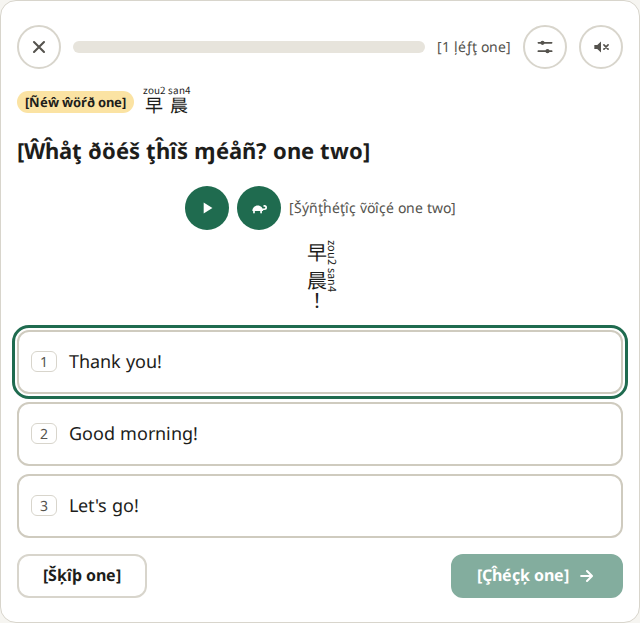 [1 ļéƒţ one]
[Ñéŵ ŵöŕð one]
zou2 san4
早晨
[Ŵĥåţ ðöéš ţĥîš ɱéåñ? one two]
[Šýñţĥéţîç ṽöîçé one two]
早晨！
zou2 san4
1 Thank you!
2 Good morning!
3 Let's go!
[Šķîþ one]
[Çĥéçķ one] →